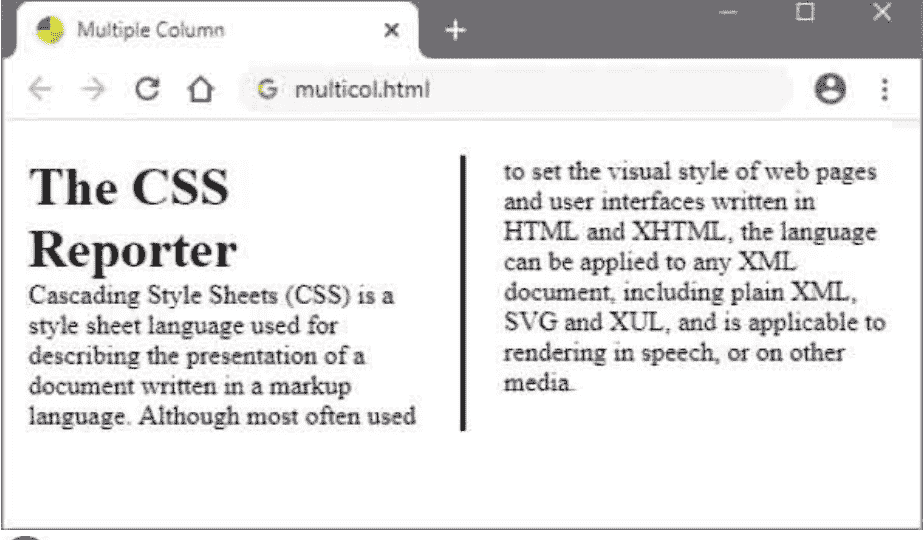 Multiple Column
multicol.html
The CSS
Reporter
Cascading Style Sheets (CSS) is a
style sheet language used for
describing the presentation of a
document written in a markup
language. Although most often used
to set the visual style of web pages
and user interfaces written in
HTML and XHTML, the language
can be applied to any XML
document, including plain XML,
SVG and XUL, and is applicable to
rendering in speech, or on other
media.